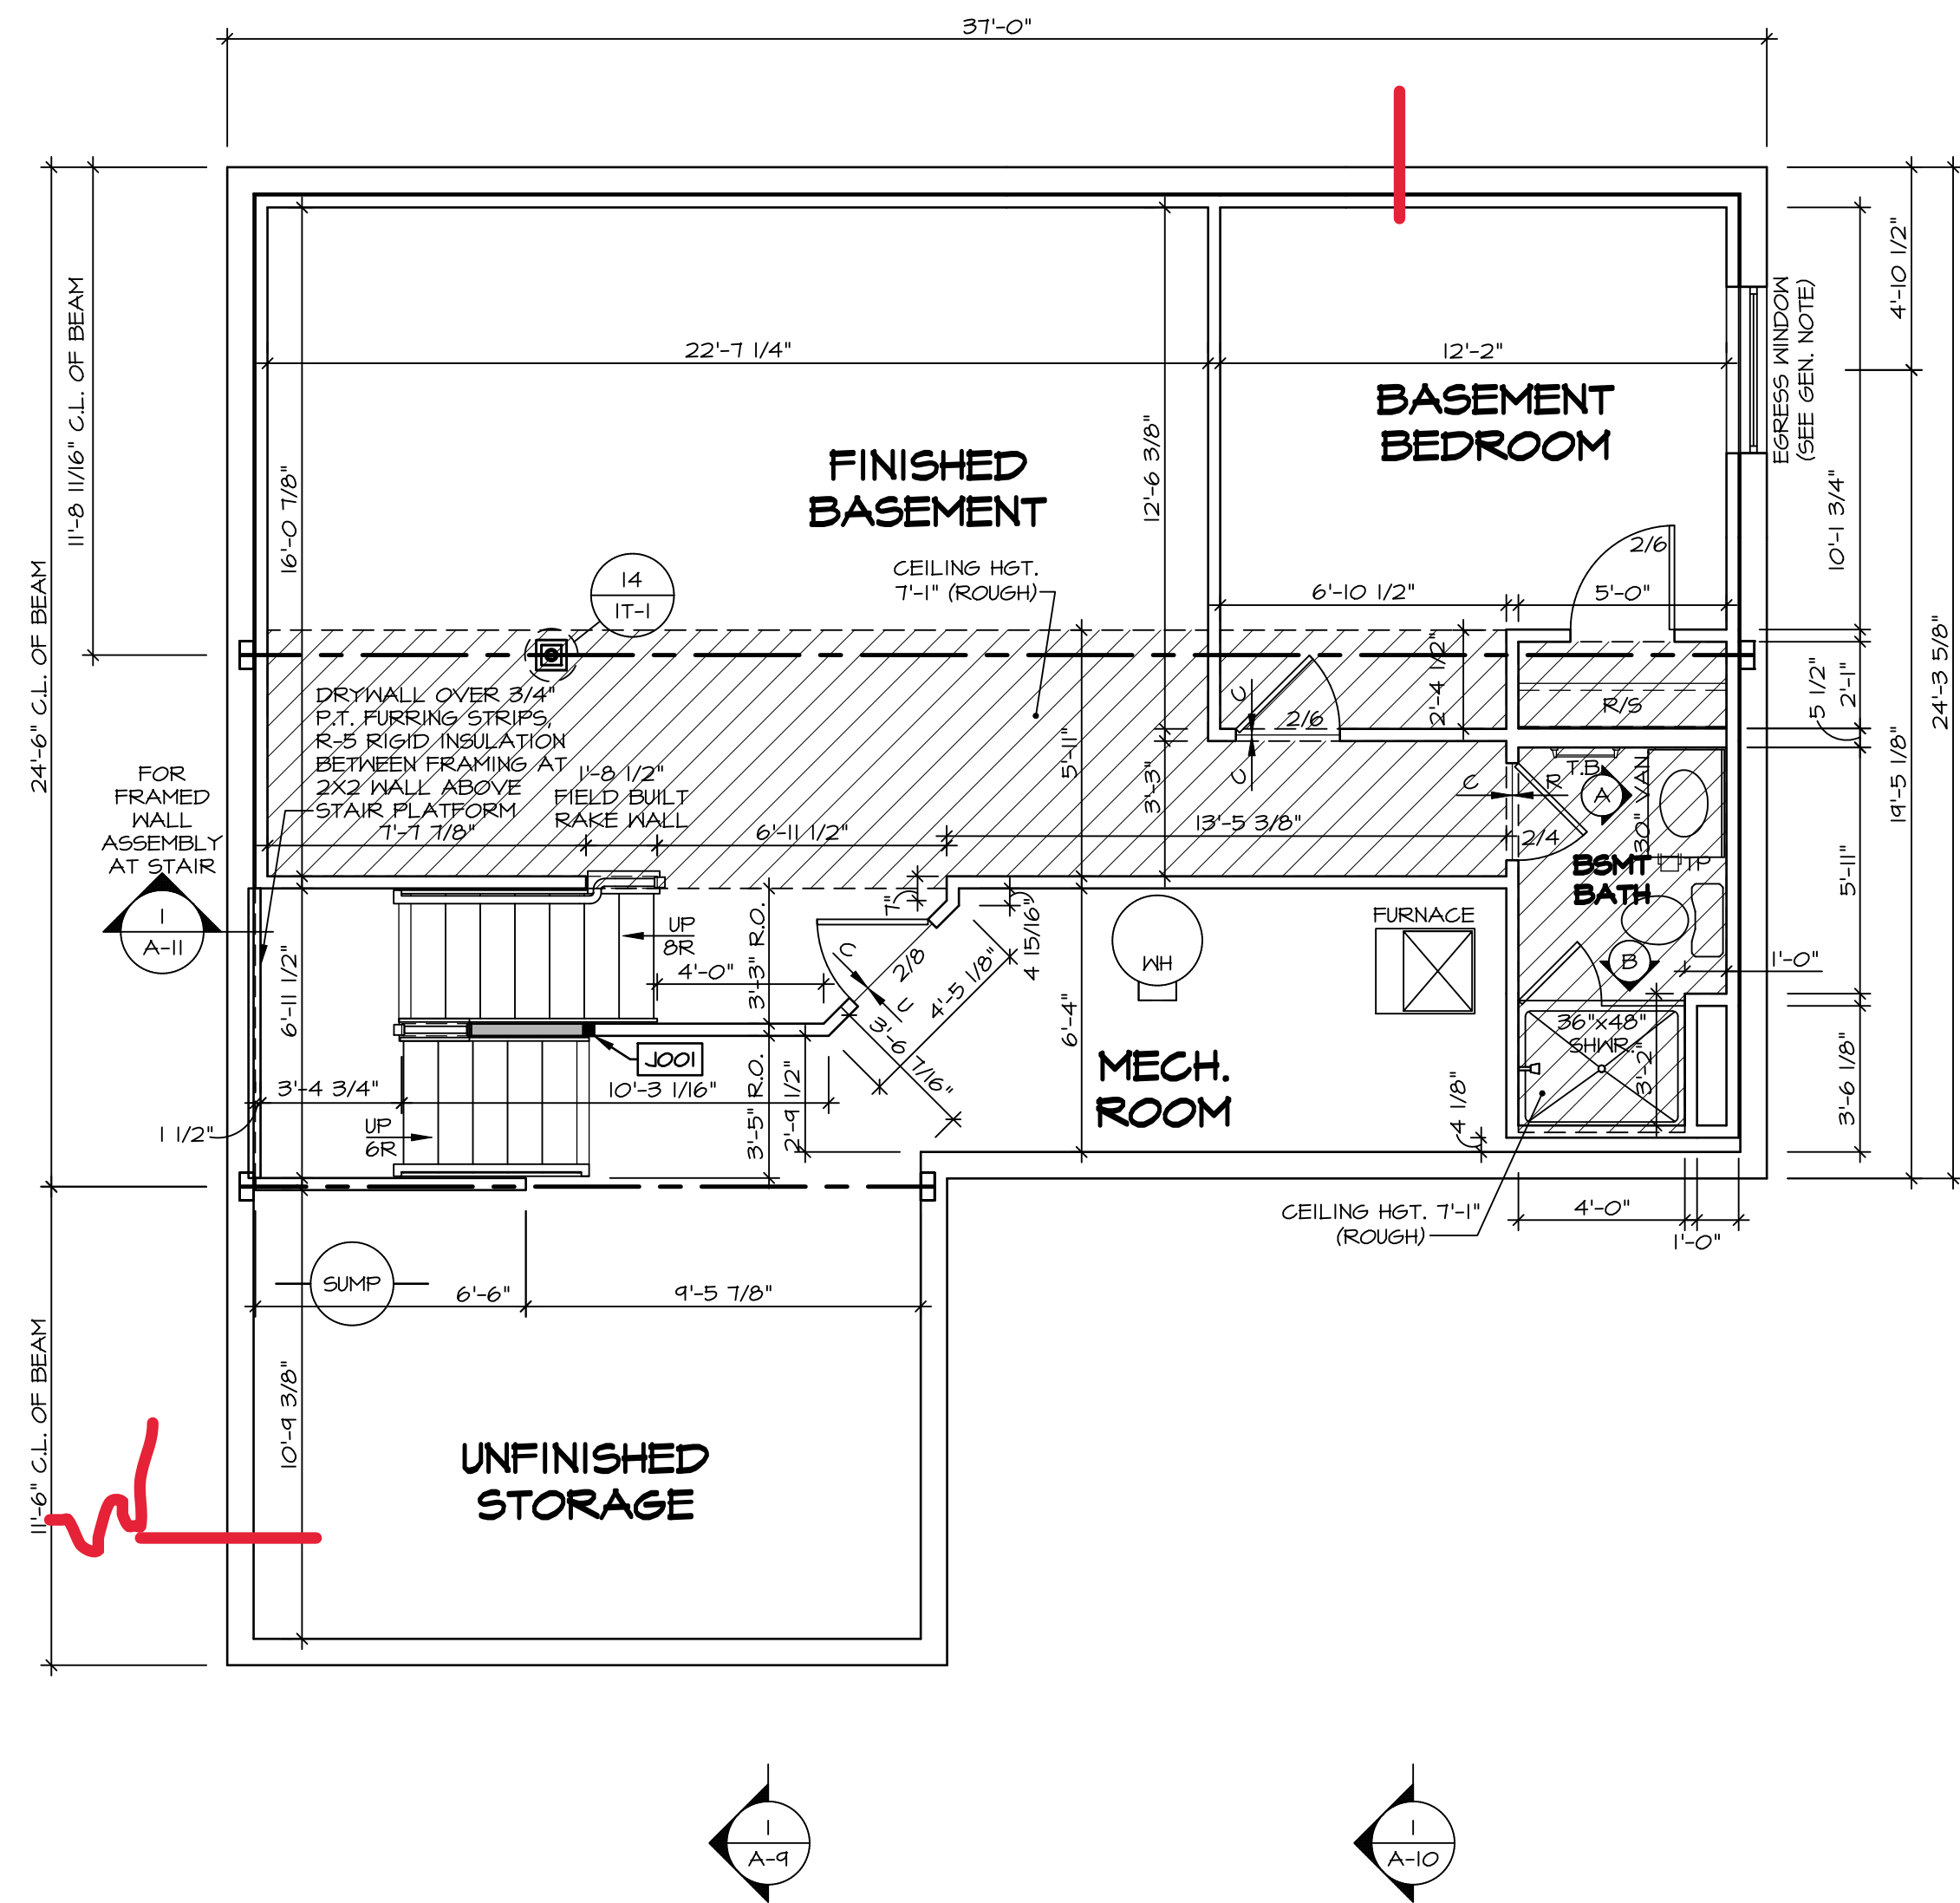 37'-0"
11'-8 11/16" C.L. OF BEAM
24'-6" C.L. OF BEAM
11'-6" C.L. OF BEAM
4'-10 1/2"
24'-3 5/8"
19'-5 1/8"
10'-1 3/4"
2'-1"
5 1/2"
5'-11"
3'-6 1/8"
EGRESS WINDOW
(SEE GEN. NOTE)
22'-7 1/4"
12'-2"
BASEMENT
BEDROOM
FINISHED
BASEMENT
16'-0 7/8"
12'-6 3/8"
CEILING HGT.
7'-1" (ROUGH)
14
IT-1
6'-10 1/2"
5'-0"
2/6
2'-4 1/2"
R/S
C
2/6
C
5'-11"
3'-3"
DRYWALL OVER 3/4"
P.T. FURRING STRIPS,
R-5 RIGID INSULATION
BETWEEN FRAMING AT
2X2 WALL ABOVE
STAIR PLATFORM
1'-8 1/2"
FIELD BUILT
RAKE WALL
7'-7 7/8"
6'-11 1/2"
13'-5 3/8"
FOR
FRAMED
WALL
ASSEMBLY
AT STAIR
1
A-11
T.B.
C
R
A
30" VAN
2/4
BSMT
BATH
TP
B
1'-0"
36"x48"
SHWR.
3'-2"
UP
8R
4'-0"
3'-3" R.O.
7"
4 15/16"
C
2/8
C
4'-5 1/8"
3'-6 7/16"
6'-11 1/2"
WH
FURNACE
6'-4"
MECH.
ROOM
J001
3'-4 3/4"
10'-3 1/16"
3'-5" R.O.
2'-9 1/2"
1 1/2"
UP
6R
4 1/8"
CEILING HGT. 7'-1"
(ROUGH)
4'-0"
1'-0"
SUMP
6'-6"
9'-5 7/8"
10'-9 3/8"
UNFINISHED
STORAGE
1
A-9
1
A-10